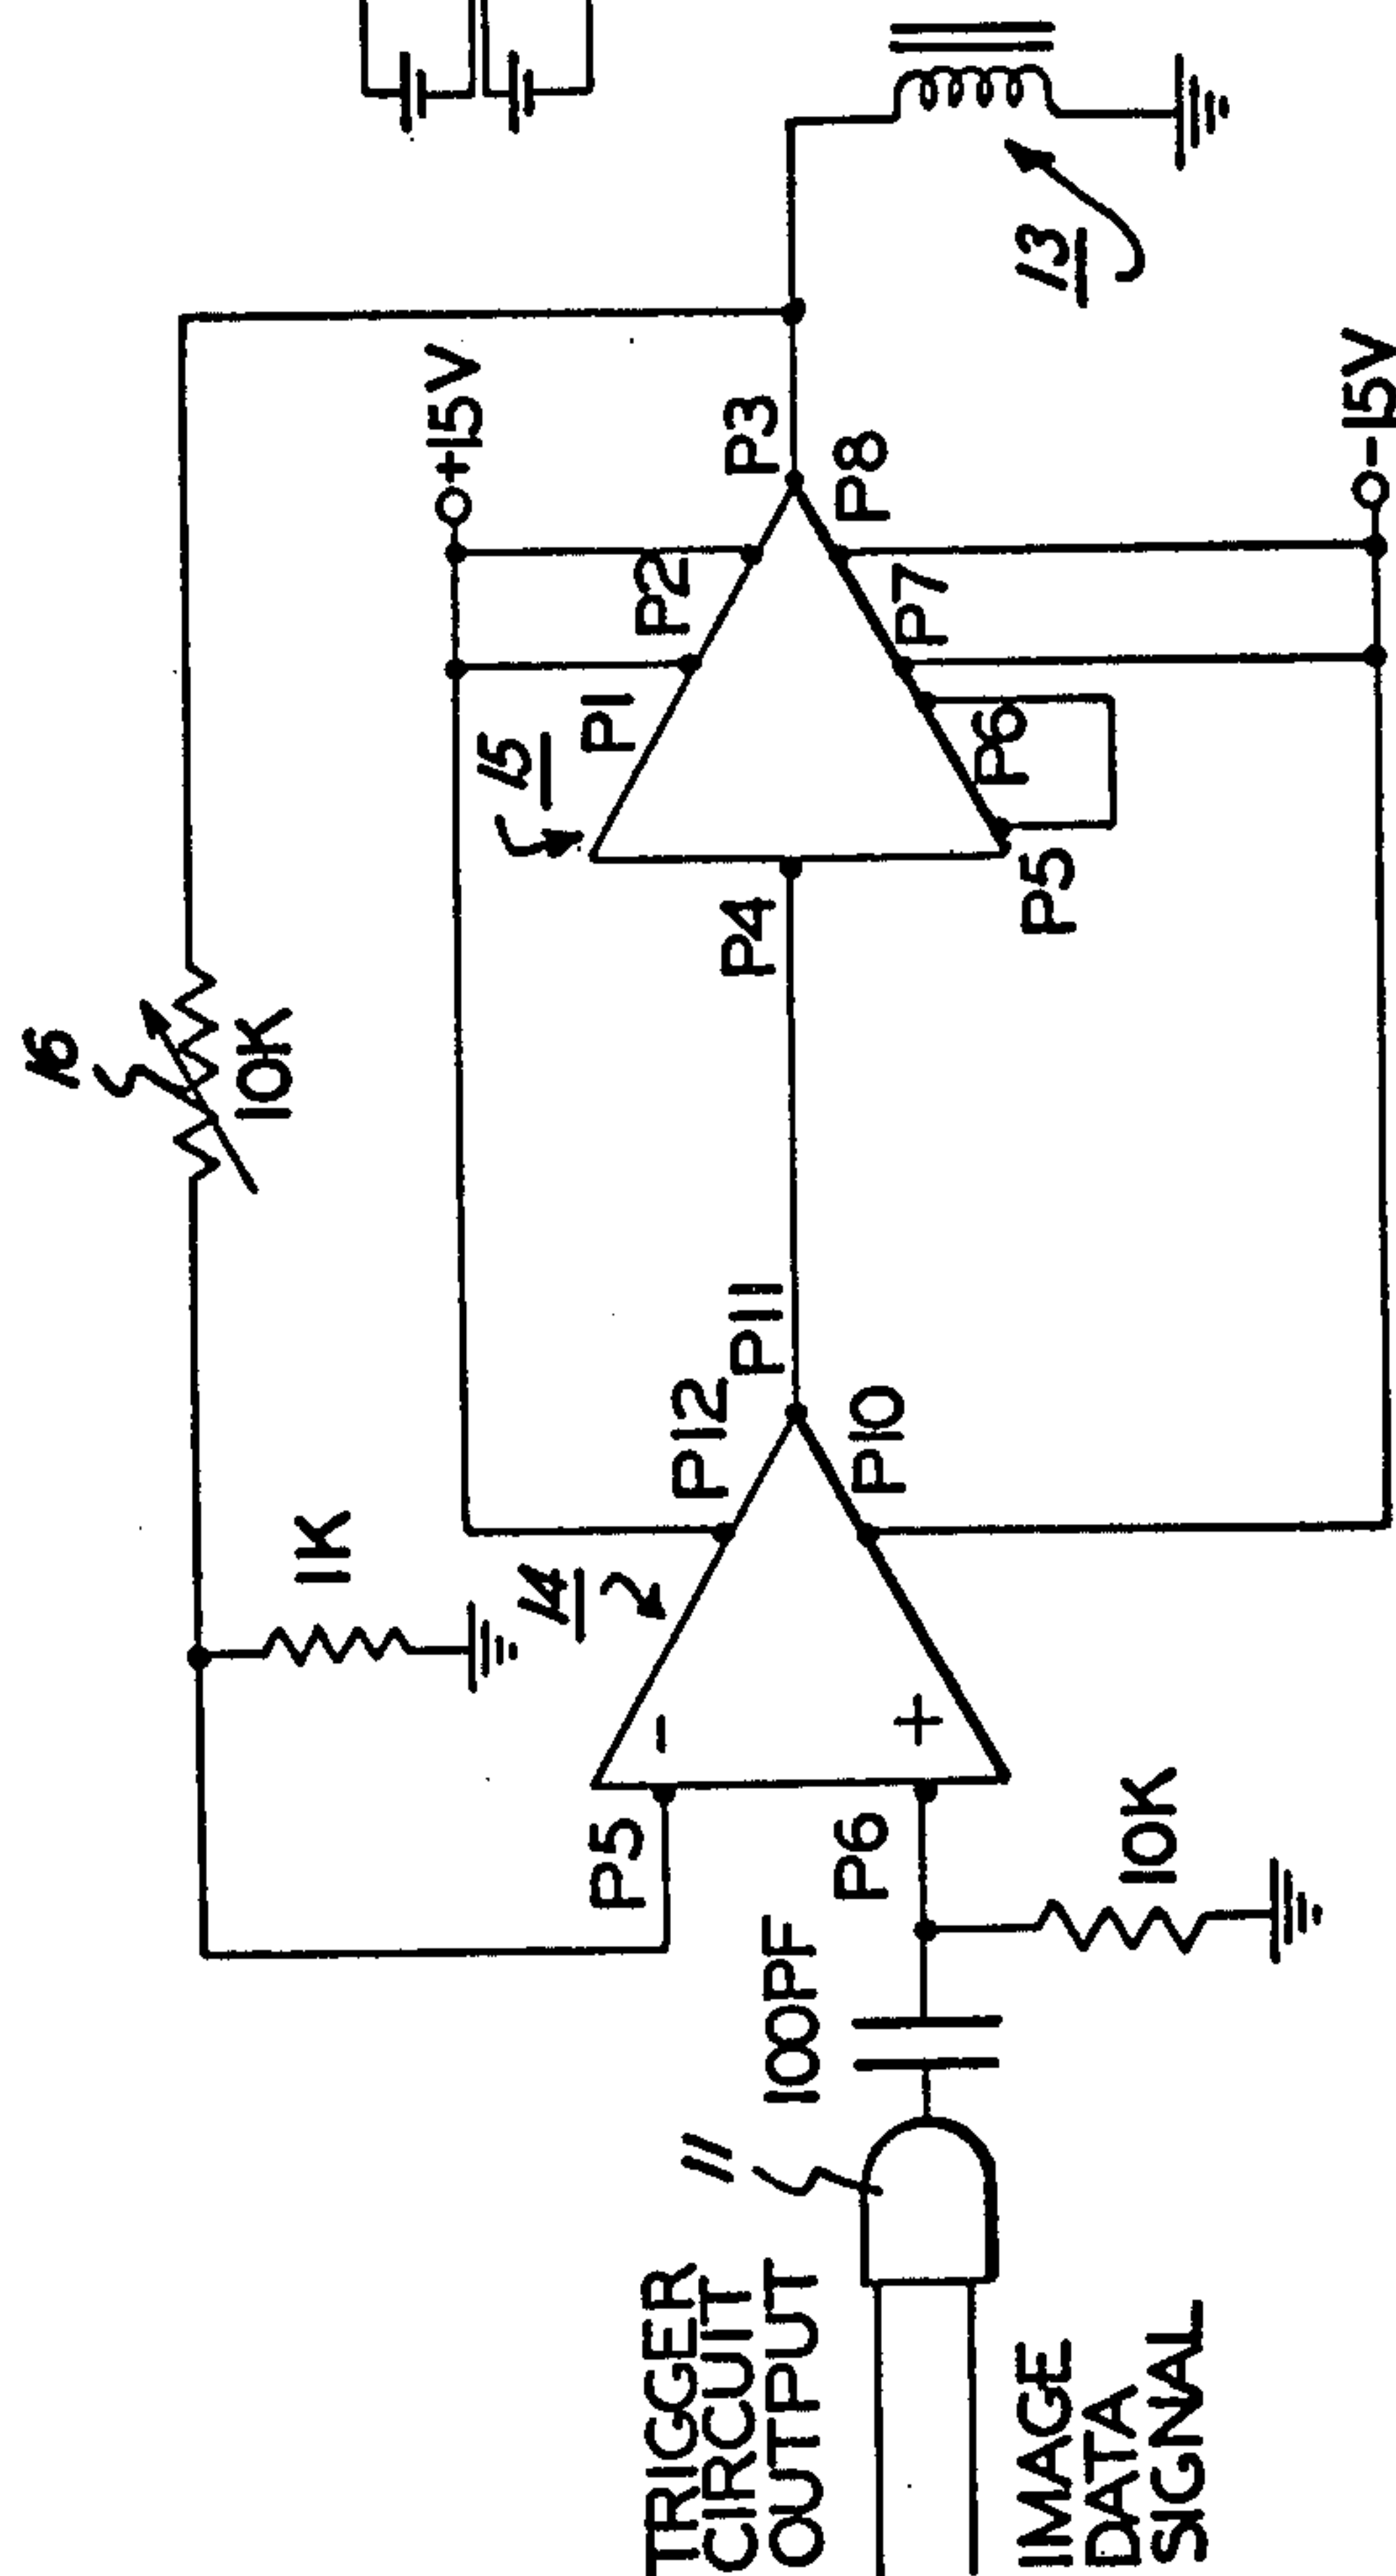 16
10K
1K
+15V
15
P1
P2
P3
14
P12
P11
P4
P8
P7
P6
P5
P10
P5
P6
13
-15V
100PF
10K
11
TRIGGER
CIRCUIT
OUTPUT
IMAGE
DATA
SIGNAL